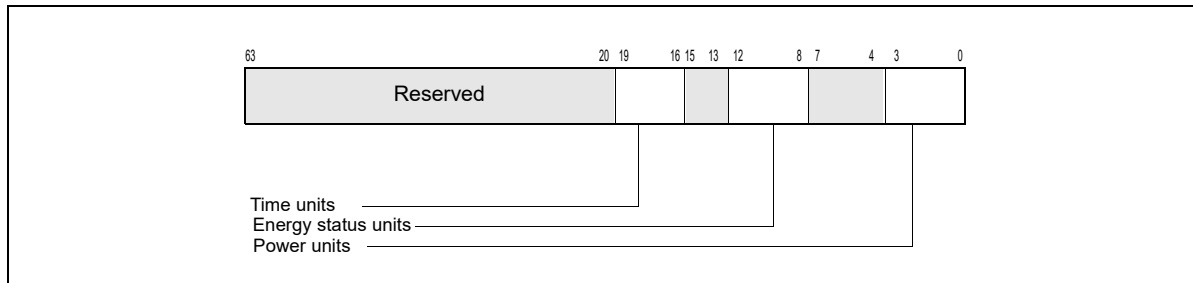 63 20 19 16 15 13 12 8 7 4 3 0
Reserved
Time units
Energy status units
Power units